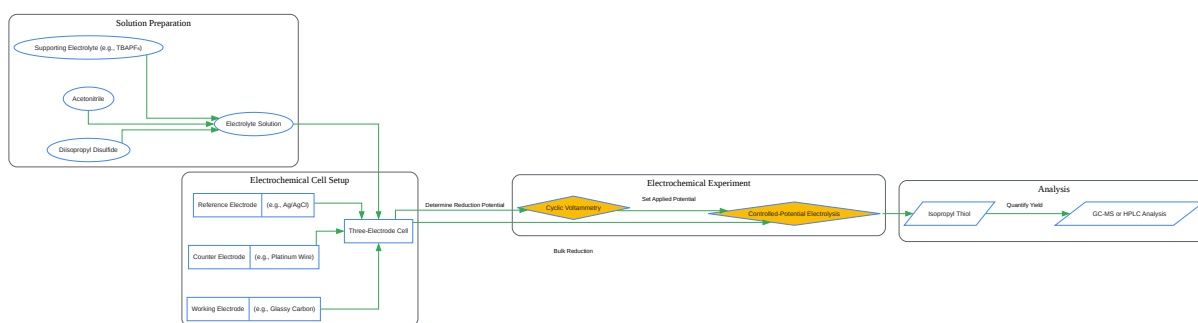 Solution Preparation
Supporting Electrolyte (e.g., TBAPF₆)
Acetonitrile
Electrolyte Solution
Diisopropyl Disulfide
Electrochemical Cell Setup
Reference Electrode (e.g., Ag/AgCl)
Three-Electrode Cell
Counter Electrode (e.g., Platinum Wire)
Working Electrode (e.g., Glassy Carbon)
Determine Reduction Potential
Electrochemical Experiment
Cyclic Voltammetry
Set Applied Potential
Controlled-Potential Electrolysis
Bulk Reduction
Analysis
Isopropyl Thiol
Quantify Yield
GC-MS or HPLC Analysis